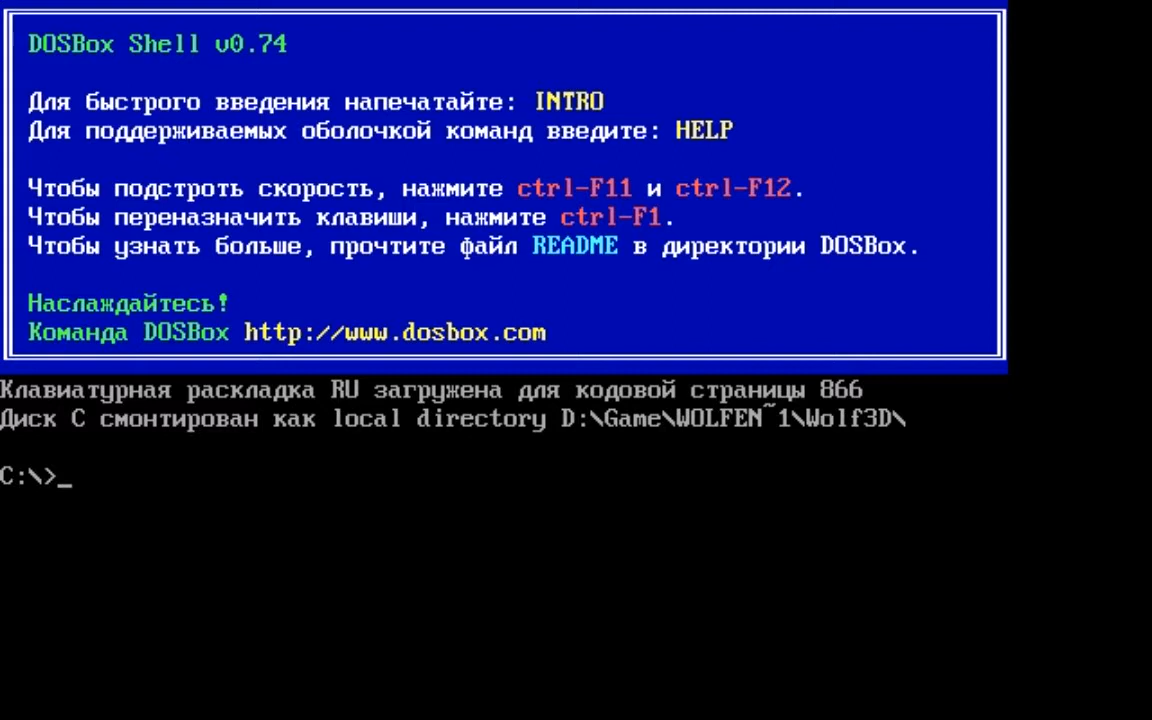 DOSBox Shell v0.74
Для быстрого введения напечатайте: INTRO
Для поддерживаемых оболочкой команд введите: HELP
Чтобы подстроть скорость, нажмите ctrl-F11 и ctrl-F12.
Чтобы переназначить клавиши, нажмите ctrl-F1.
Чтобы узнать больше, прочтите файл README в директории DOSBox.
Наслаждайтесь!
Команда DOSBox http://www.dosbox.com
Клавиатурная раскладка RU загружена для кодовой страницы 866
Диск C смонтирован как local directory D:\Game\WOLFEN~1\Wolf3D\
C:\>_